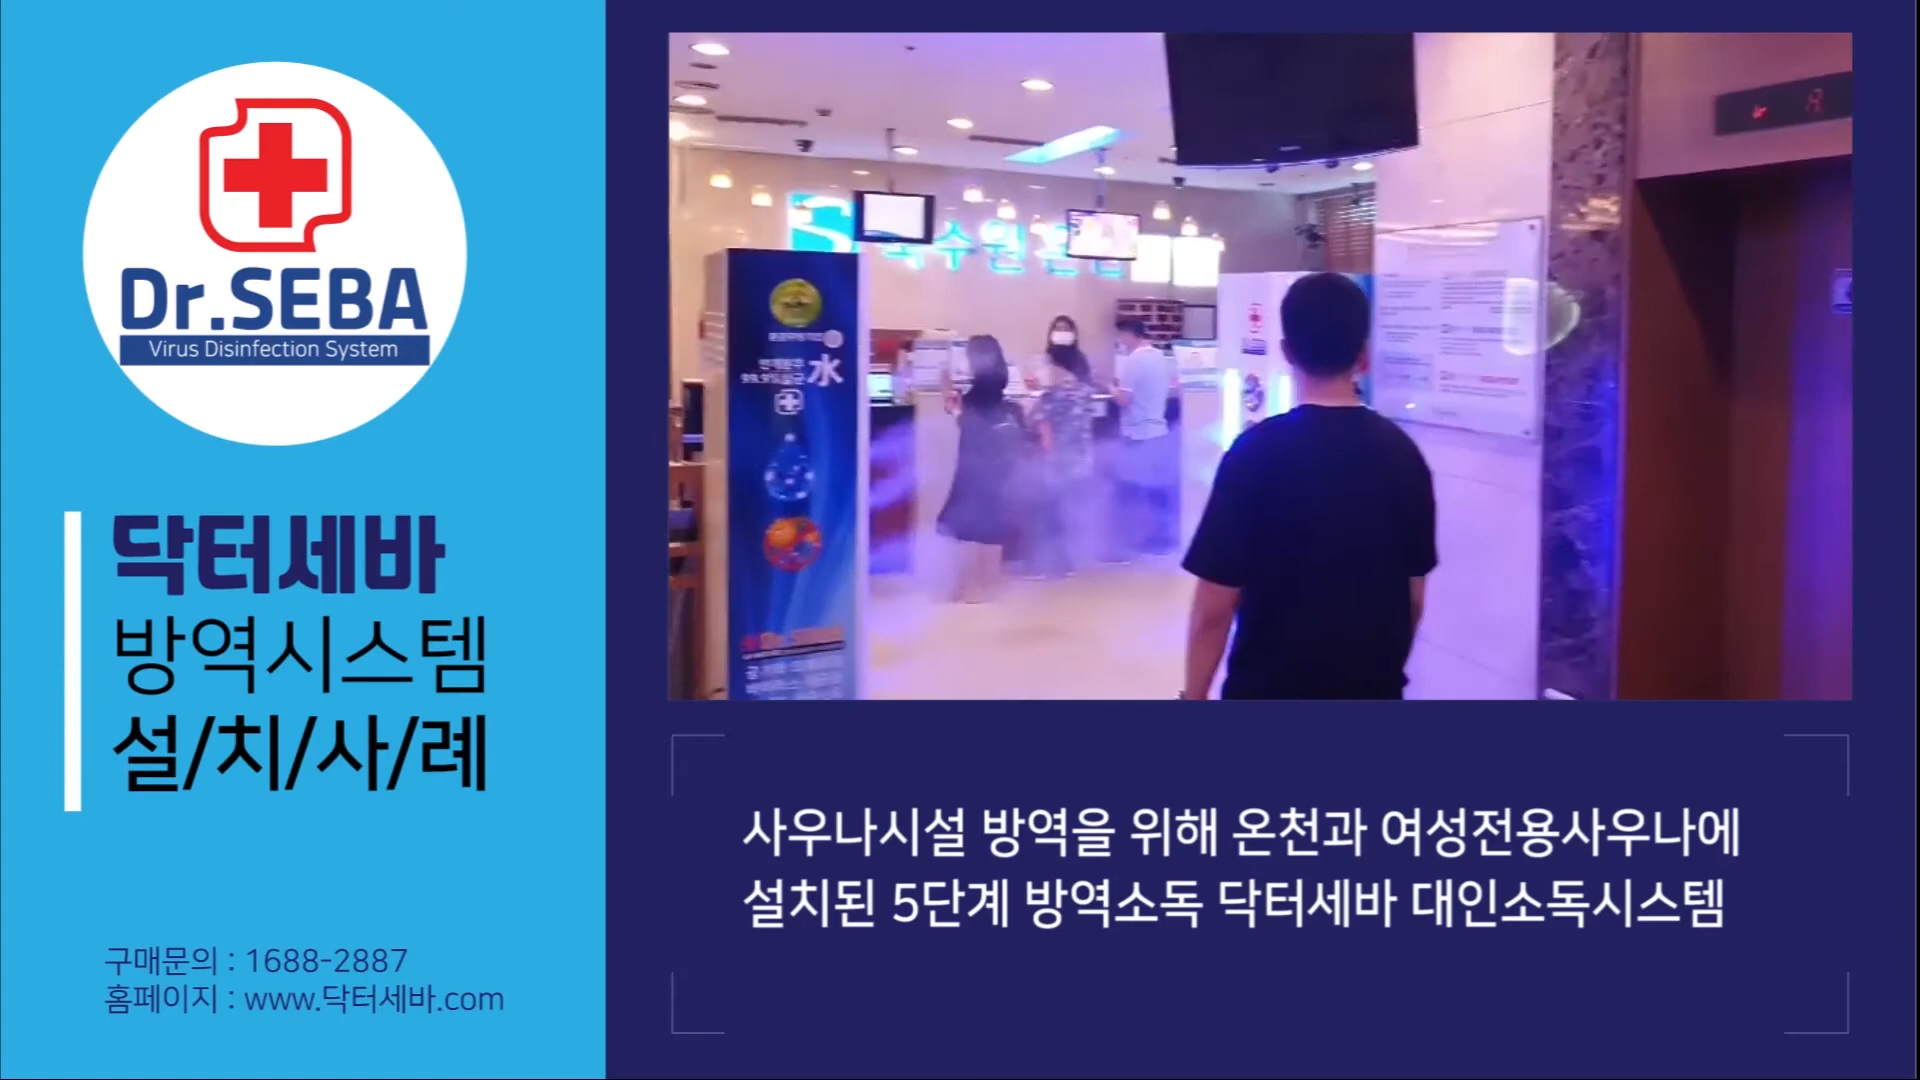 Dr.SEBA
Virus Disinfection System
닥터세바
방역시스템
설/치/사/례
구매문의 : 1688-2887
홈페이지 : www.닥터세바.com
水
99.9%살균
사우나시설 방역을 위해 온천과 여성전용사우나에
설치된 5단계 방역소독 닥터세바 대인소독시스템